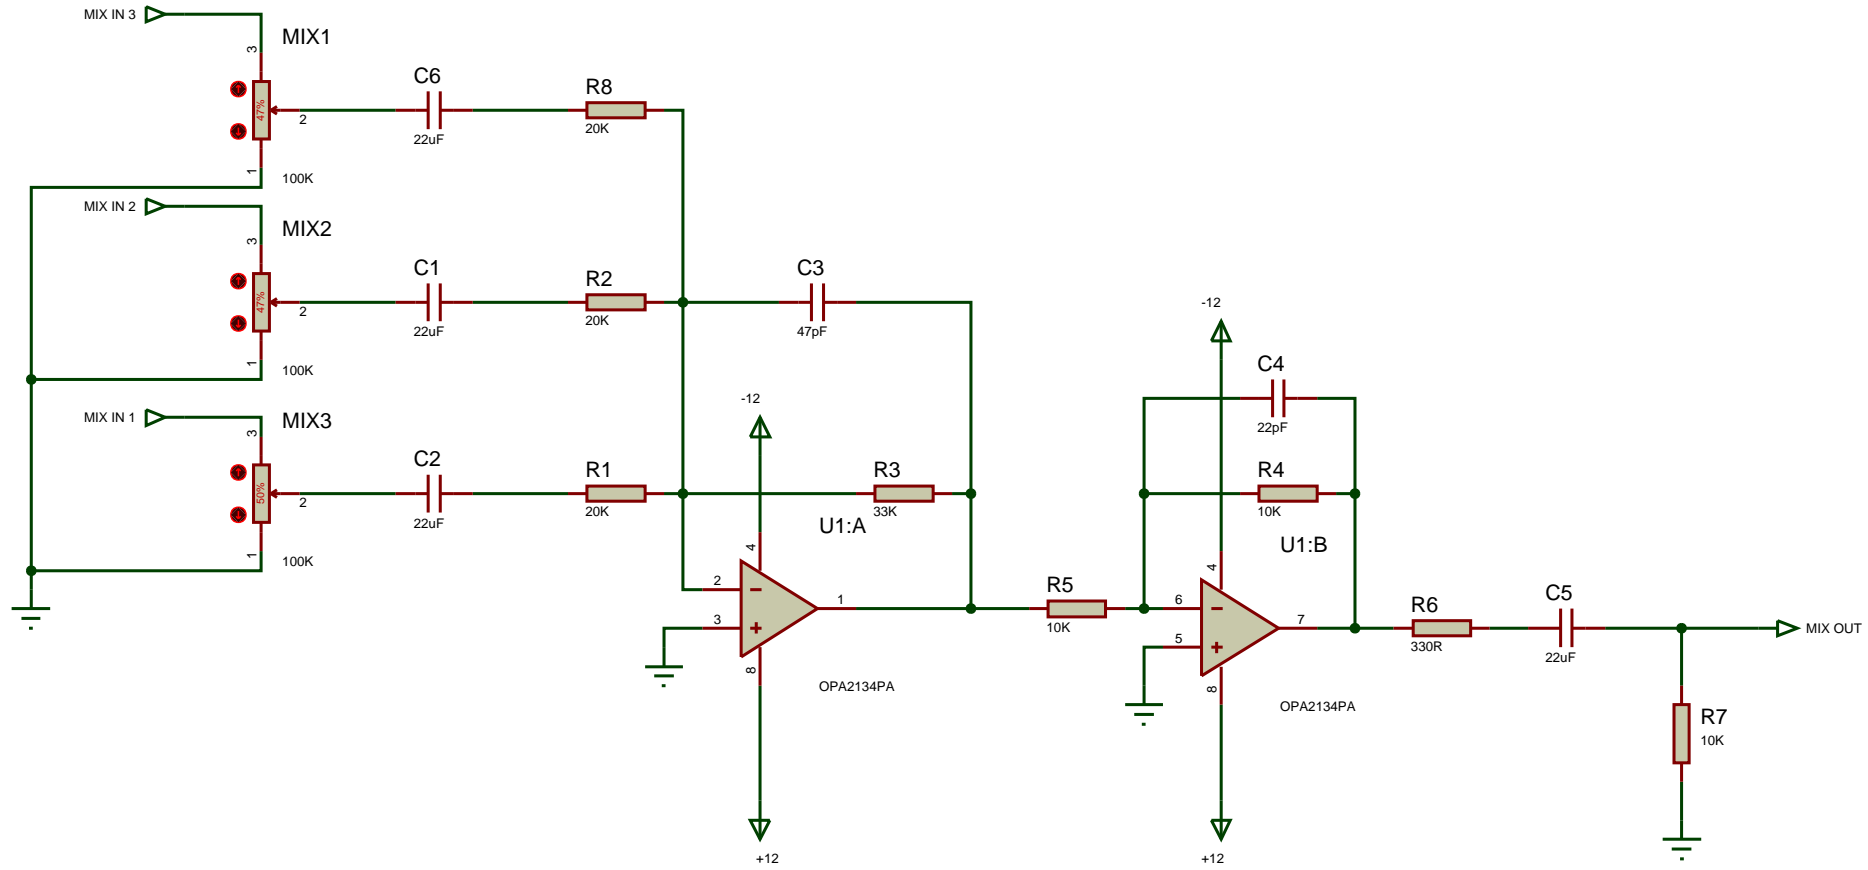 MIX IN 3
MIX1
3
47%
2
1
100K
C6
22uF
R8
20K
MIX IN 2
MIX2
3
47%
2
1
100K
C1
22uF
R2
20K
C3
47pF
MIX IN 1
MIX3
3
50%
2
1
100K
C2
22uF
R1
20K
R3
33K
-12
U1:A
4
2
3
1
8
OPA2134PA
+12
R5
10K
-12
C4
22pF
R4
10K
U1:B
4
6
5
7
8
OPA2134PA
+12
R6
330R
C5
22uF
MIX OUT
R7
10K